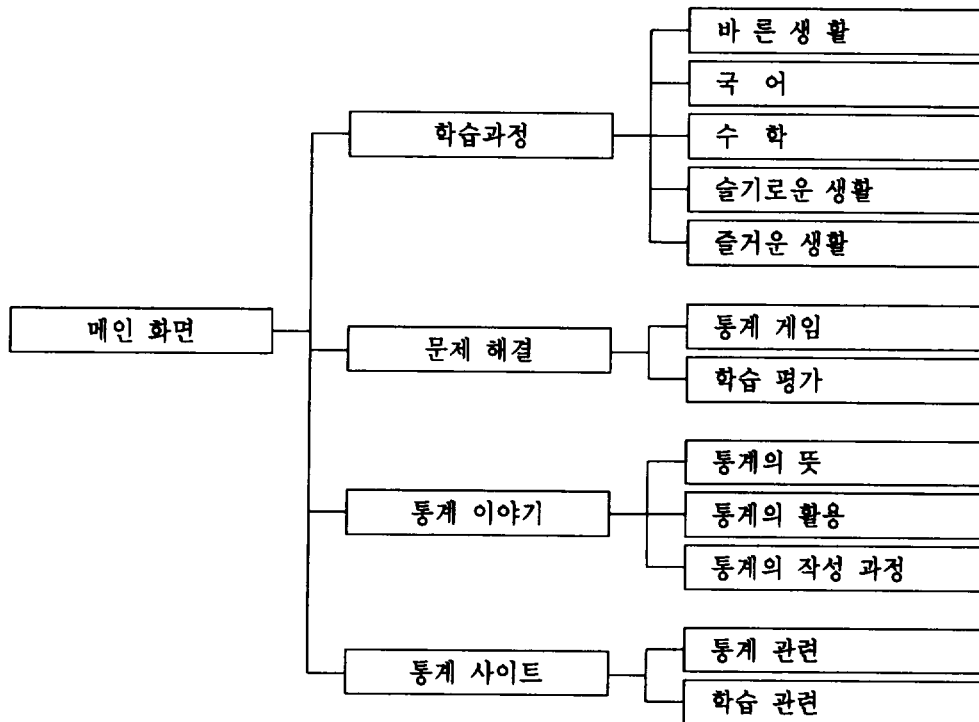 메인 화면
학습과정
바 른 생 활
국 어
수 학
슬기로운 생활
즐거운 생활
문제 해결
통계 게임
학습 평가
통계 이야기
통계의 뜻
통계의 활용
통계의 작성 과정
통계 사이트
통계 관련
학습 관련